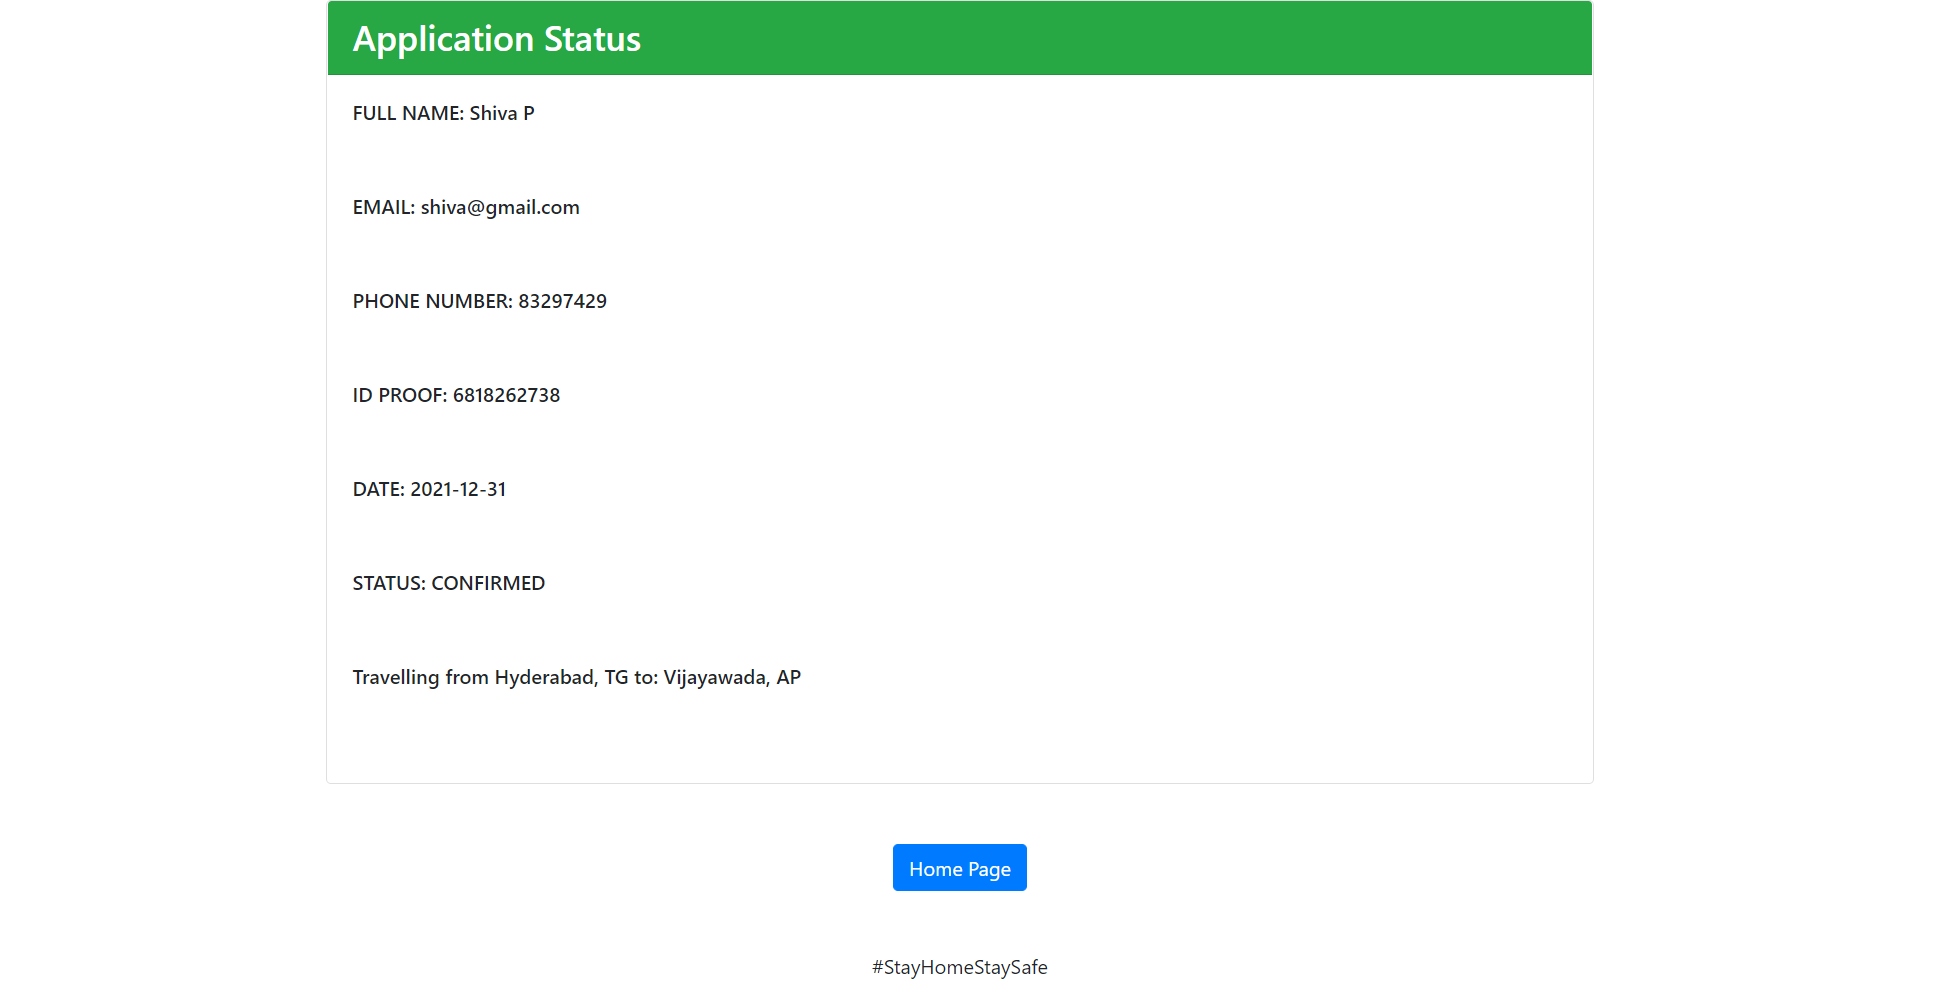 Application Status
FULL NAME: Shiva P
EMAIL: shiva@gmail.com
PHONE NUMBER: 83297429
ID PROOF: 6818262738
DATE: 2021-12-31
STATUS: CONFIRMED
Travelling from Hyderabad, TG to: Vijayawada, AP
Home Page
#StayHomeStaySafe